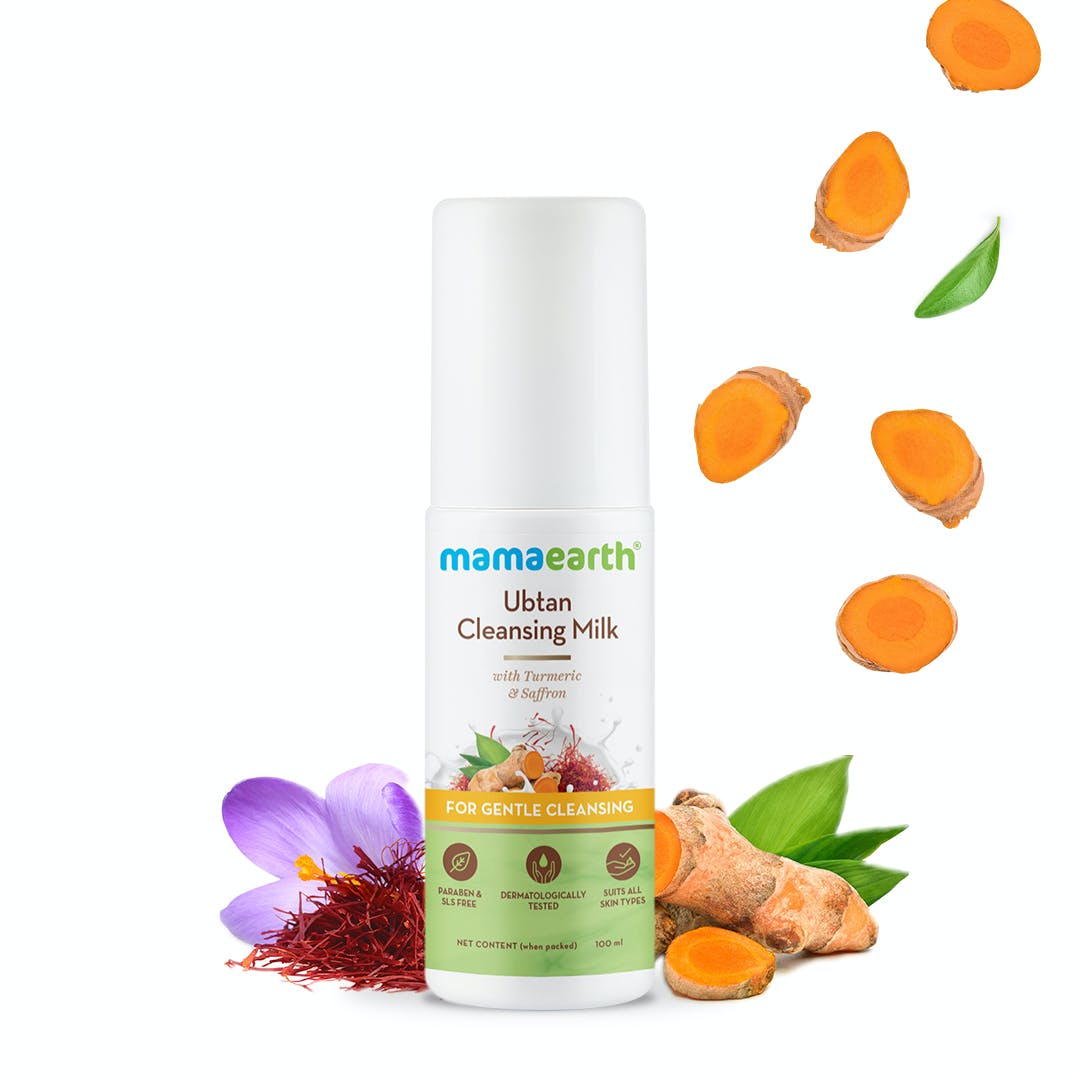 mamaearth®
Ubtan
Cleansing Milk
with Turmeric
& Saffron
FOR GENTLE CLEANSING
PARABEN &
SLS FREE
DERMATOLOGICALLY
TESTED
SUITS ALL
SKIN TYPES
NET CONTENT (when packed) 100 ml